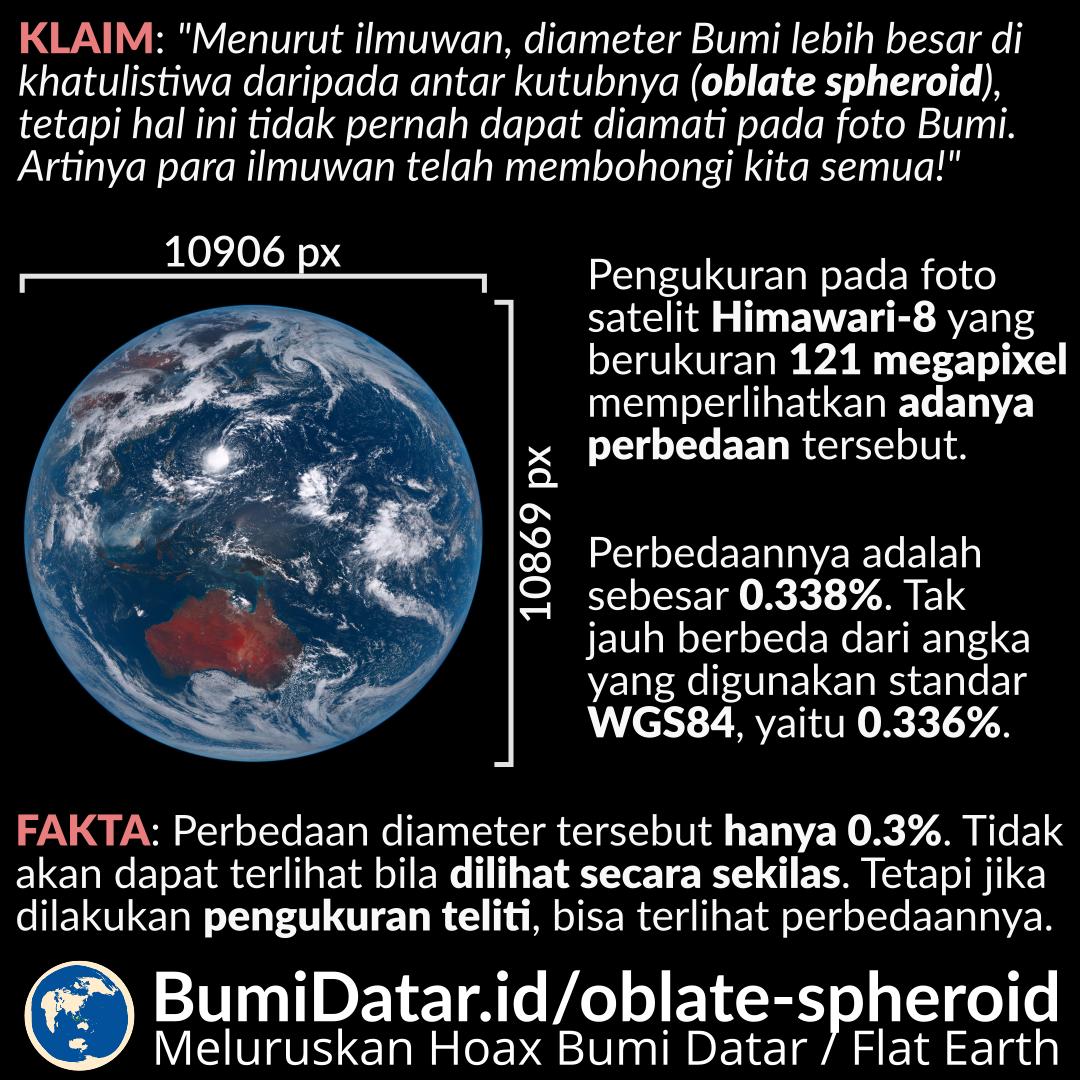 KLAIM: "Menurut ilmuwan, diameter Bumi lebih besar di
khatulistiwa daripada antar kutubnya (oblate spheroid),
tetapi hal ini tidak pernah dapat diamati pada foto Bumi.
Artinya para ilmuwan telah membohongi kita semua!"
10906 px
10869 px
Pengukuran pada foto
satelit Himawari-8 yang
berukuran 121 megapixel
memperlihatkan adanya
perbedaan tersebut.
Perbedaannya adalah
sebesar 0.338%. Tak
jauh berbeda dari angka
yang digunakan standar
WGS84, yaitu 0.336%.
FAKTA: Perbedaan diameter tersebut hanya 0.3%. Tidak
akan dapat terlihat bila dilihat secara sekilas. Tetapi jika
dilakukan pengukuran teliti, bisa terlihat perbedaannya.
BumiDatar.id/oblate-spheroid
Meluruskan Hoax Bumi Datar / Flat Earth